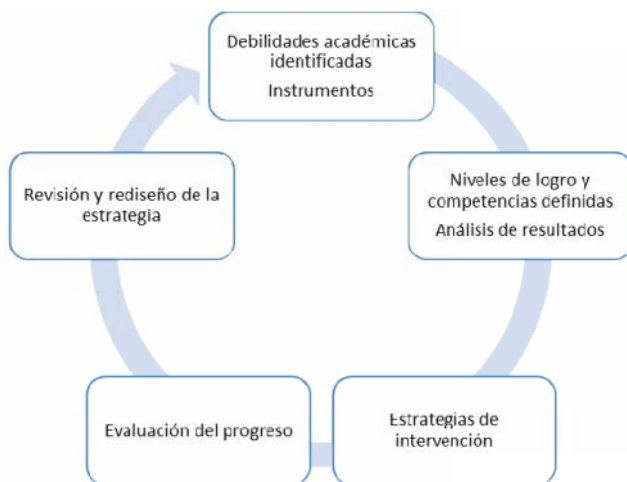 Debilidades académicas
identificadas
Instrumentos
Niveles de logro y
competencias definidas
Análisis de resultados
Estrategias de
intervención
Evaluación del progreso
Revisión y rediseño de la
estrategia